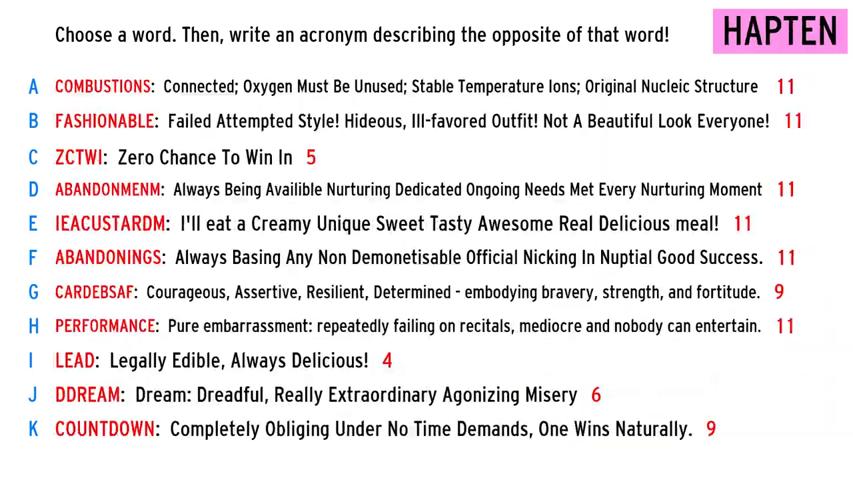 Choose a word. Then, write an acronym describing the opposite of that word!
HAPTEN
A COMBUSTIONS: Connected; Oxygen Must Be Unused; Stable Temperature Ions; Original Nucleic Structure 11
B FASHIONABLE: Failed Attempted Style! Hideous, Ill-favored Outfit! Not A Beautiful Look Everyone! 11
C ZCTWI: Zero Chance To Win In 5
D ABANDONMENM: Always Being Availible Nurturing Dedicated Ongoing Needs Met Every Nurturing Moment 11
E IEACUSTARDM: I'll eat a Creamy Unique Sweet Tasty Awesome Real Delicious meal! 11
F ABANDONINGS: Always Basing Any Non Demonetisable Official Nicking In Nuptial Good Success. 11
G CARDEBSAF: Courageous, Assertive, Resilient, Determined - embodying bravery, strength, and fortitude. 9
H PERFORMANCE: Pure embarrassment: repeatedly failing on recitals, mediocre and nobody can entertain. 11
I LEAD: Legally Edible, Always Delicious! 4
J DDREAM: Dream: Dreadful, Really Extraordinary Agonizing Misery 6
K COUNTDOWN: Completely Obliging Under No Time Demands, One Wins Naturally. 9